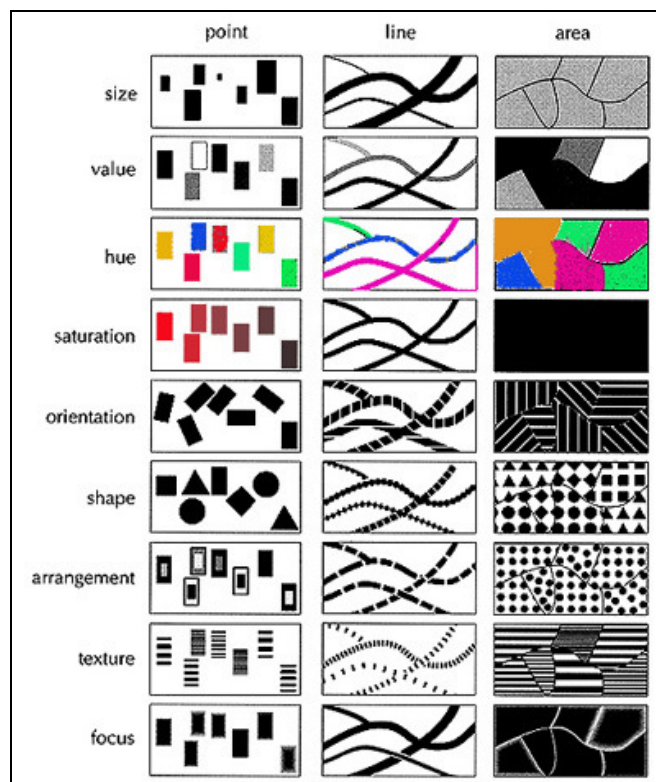 point line area
size
value
hue
saturation
orientation
shape
arrangement
texture
focus